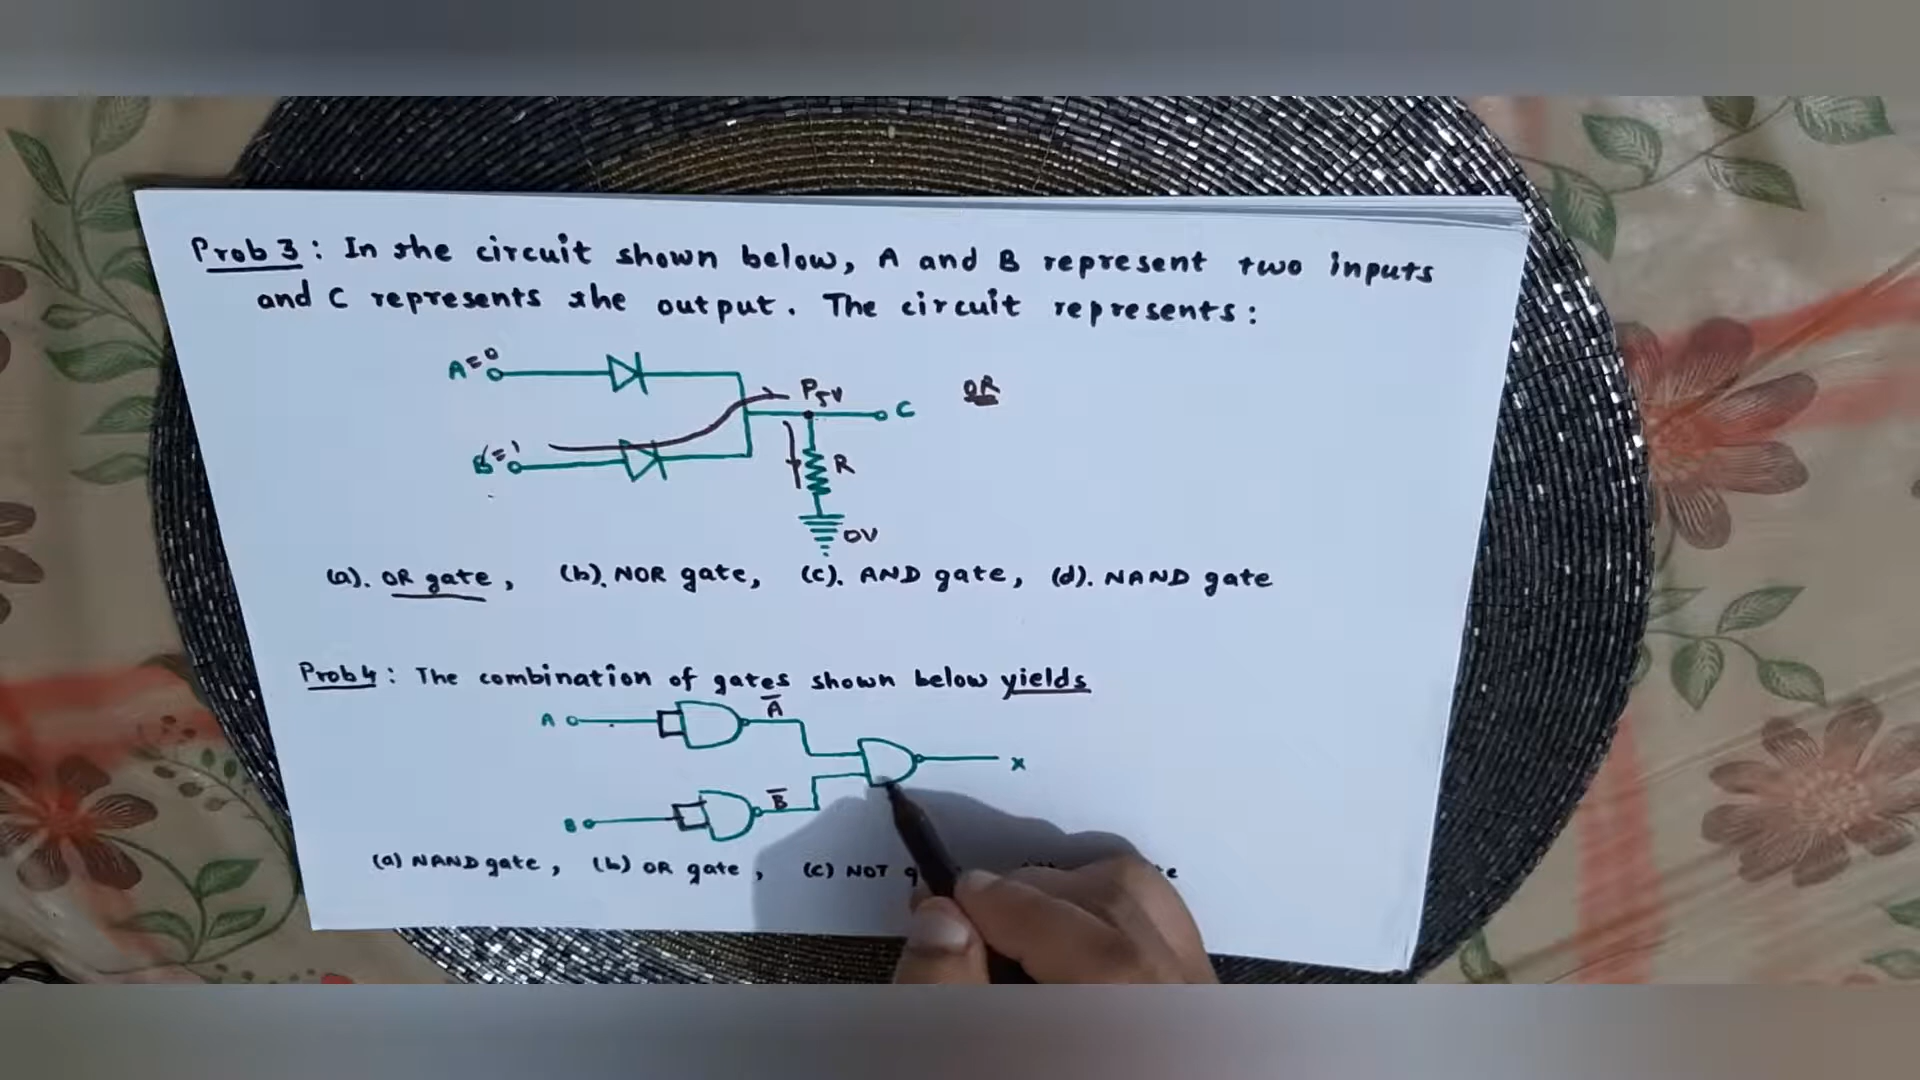 Prob 3 : In the circuit shown below, A and B represent two inputs
and C represents the output. The circuit represents :
A=0
P 5V
C
OR
B=1
R
0V
(a). OR gate, (b). NOR gate, (c). AND gate, (d). NAND gate
Prob 4 : The combination of gates shown below yields
A
A̅
X
B̅
B
(a) NAND gate, (b) OR gate, (c) NOT